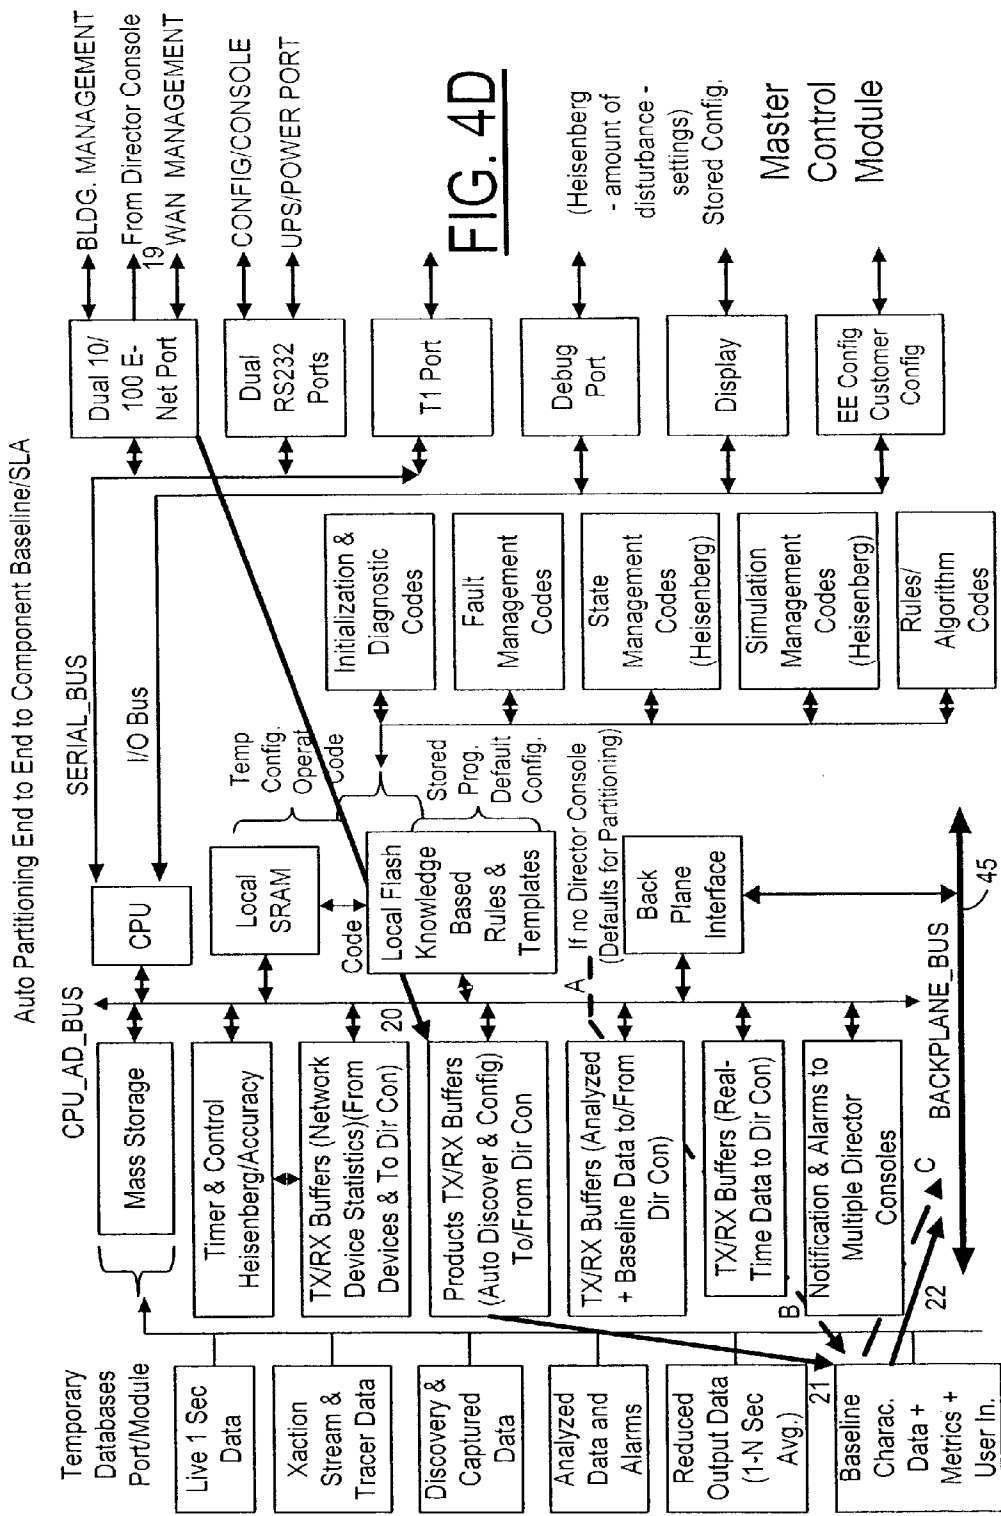 Auto Partitioning End to End to Component Baseline/SLA
Temporary
Databases
Port/Module
Live 1 Sec
Data
Xaction
Stream &
Tracer Data
Discovery &
Captured
Data
Analyzed
Data and
Alarms
Reduced
Output Data
(1-N Sec
Avg.)
21
Baseline
Charac.
Data +
Metrics +
User In.
CPU_AD_BUS
Mass Storage
Timer & Control
Heisenberg/Accuracy
TX/RX Buffers (Network
Device Statistics)(From
Devices & To Dir Con)
20
Products TX/RX Buffers
(Auto Discover & Config)
To/From Dir Con
TX/RX Buffers (Analyzed
+ Baseline Data to/From
Dir Con)
TX/RX Buffers (Real-
Time Data to Dir Con)
B
Notification & Alarms to
Multiple Director
Consoles
22
C
BACKPLANE_BUS
45
SERIAL_BUS
I/O Bus
CPU
Local
SRAM
Code
Local Flash
Knowledge
Based
Rules &
Templates
A
If no Director Console
(Defaults for Partitioning)
Back
Plane
Interface
Temp
Config.
Operat
Code
Stored
Prog.
Default
Config.
Initialization &
Diagnostic
Codes
Fault
Management
Codes
State
Management
Codes
(Heisenberg)
Simulation
Management
Codes
(Heisenberg)
Rules/
Algorithm
Codes
Dual 10/
100 E-
Net Port
BLDG. MANAGEMENT
From Director Console
19
WAN MANAGEMENT
Dual
RS232
Ports
CONFIG/CONSOLE
UPS/POWER PORT
T1 Port
FIG. 4D
Debug
Port
(Heisenberg
- amount of
disturbance -
settings)
Stored Config.
Display
EE Config
Customer
Config
Master
Control
Module